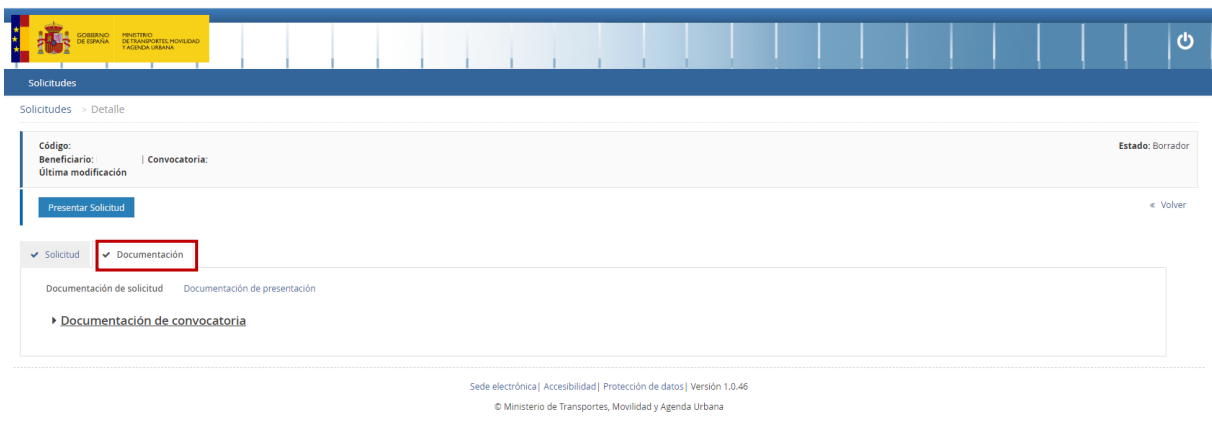 GOBIERNO DE ESPAÑA
MINISTERIO DE TRANSPORTES, MOVILIDAD Y AGENDA URBANA
Solicitudes
Solicitudes > Detalle
Código:
Estado: Borrador
Beneficiario: | Convocatoria:
Última modificación
Presentar Solicitud
« Volver
Solicitud
Documentación
Documentación de solicitud Documentación de presentación
Documentación de convocatoria
Sede electrónica| Accesibilidad| Protección de datos| Versión 1.0.46
© Ministerio de Transportes, Movilidad y Agenda Urbana